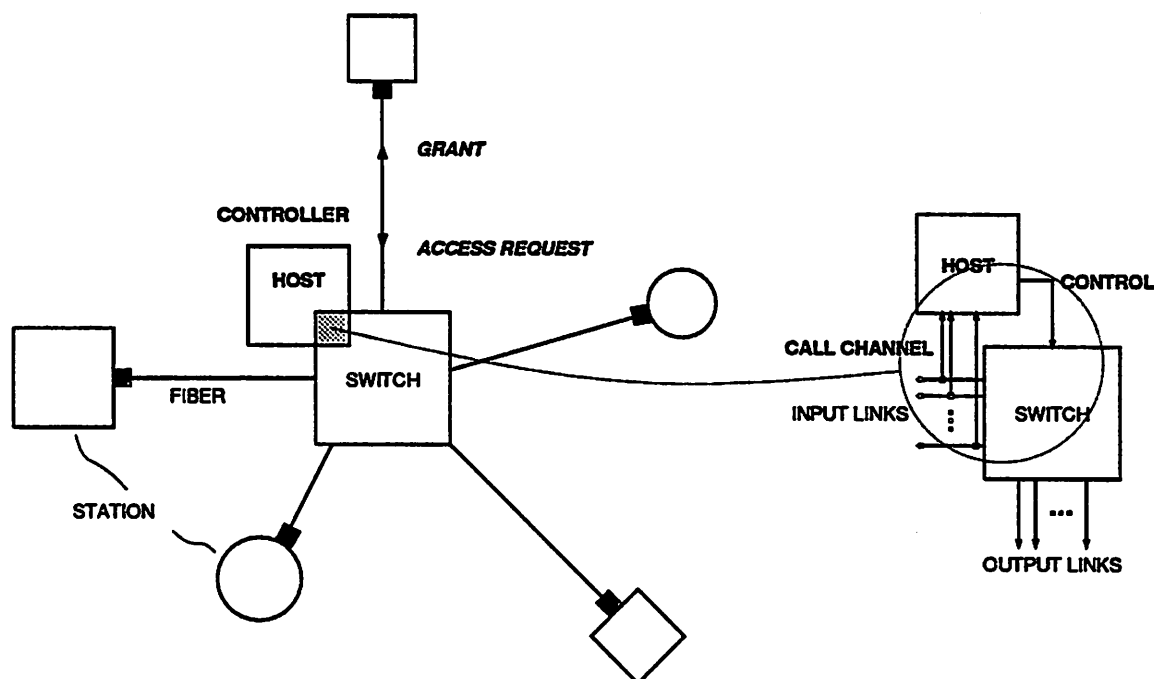 GRANT
CONTROLLER
ACCESS REQUEST
HOST
SWITCH
FIBER
STATION
HOST
CONTROL
CALL CHANNEL
INPUT LINKS
SWITCH
OUTPUT LINKS